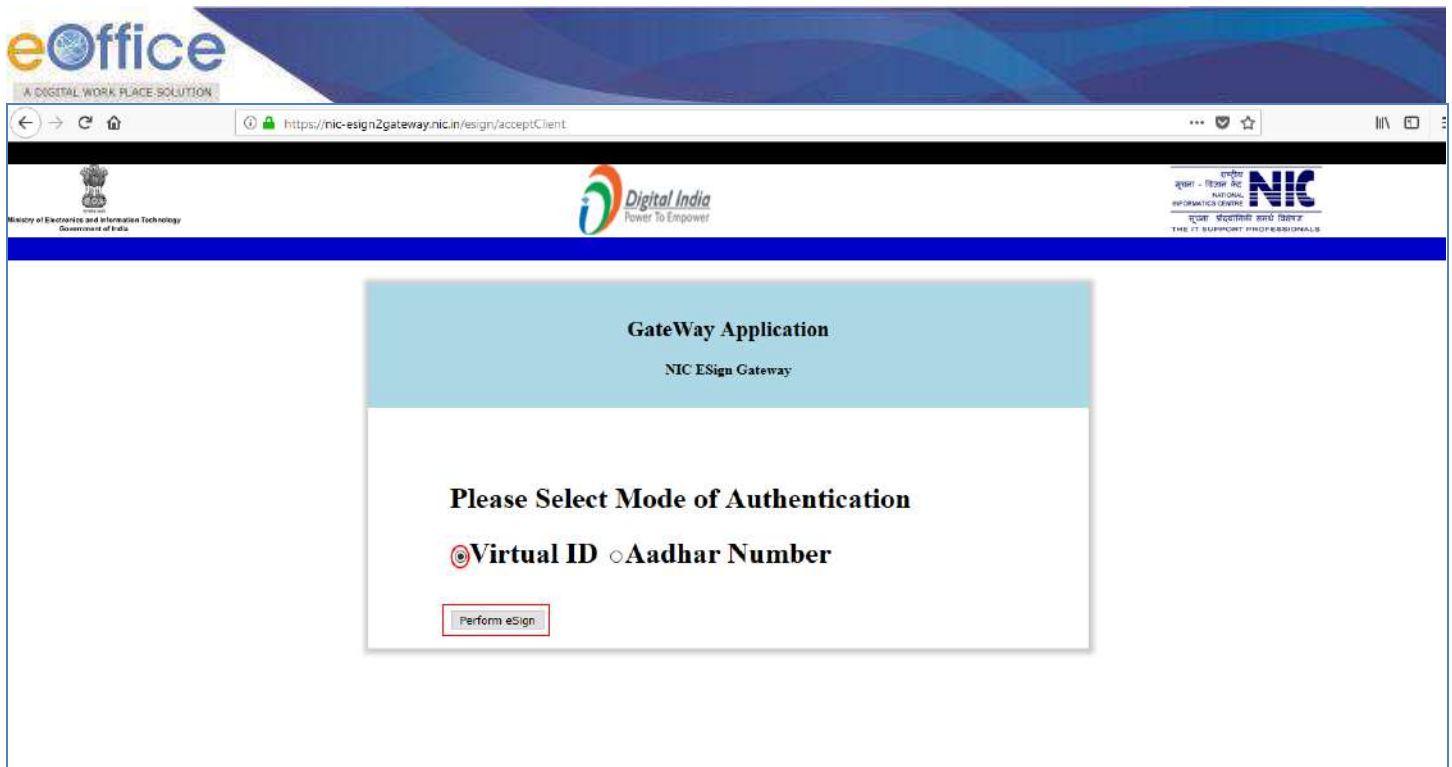 eOffice
A DIGITAL WORK PLACE SOLUTION
https://nic-esign2gateway.nic.in/esign/acceptClient
Ministry of Electronics and Information Technology
Government of India
Digital India
Power To Empower
राष्ट्रीय
सूचना - विज्ञान केंद्र
NATIONAL
INFORMATICS CENTRE
NIC
THE IT SUPPORT PROFESSIONALS
GateWay Application
NIC ESign Gateway
Please Select Mode of Authentication
Virtual ID Aadhar Number
Perform eSign